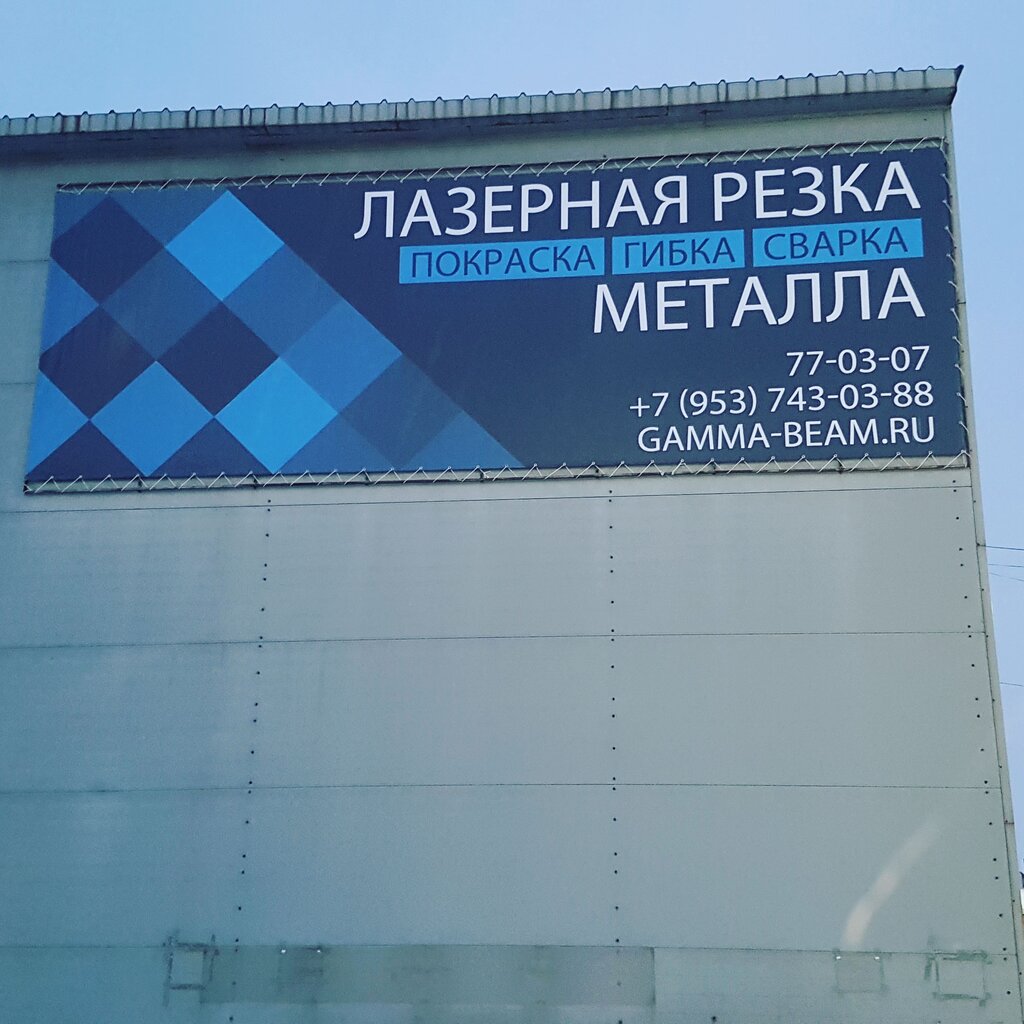 ЛАЗЕРНАЯ РЕЗКА
ПОКРАСКА ГИБКА СВАРКА
МЕТАЛЛА
77-03-07
+7 (953) 743-03-88
GAMMA-BEAM.RU